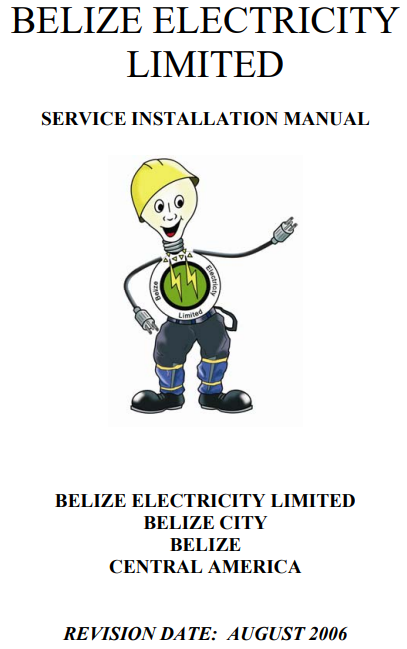 BELIZE ELECTRICITY
LIMITED
SERVICE INSTALLATION MANUAL
Belize
Electricity
Limited
BELIZE ELECTRICITY LIMITED
BELIZE CITY
BELIZE
CENTRAL AMERICA
REVISION DATE: AUGUST 2006